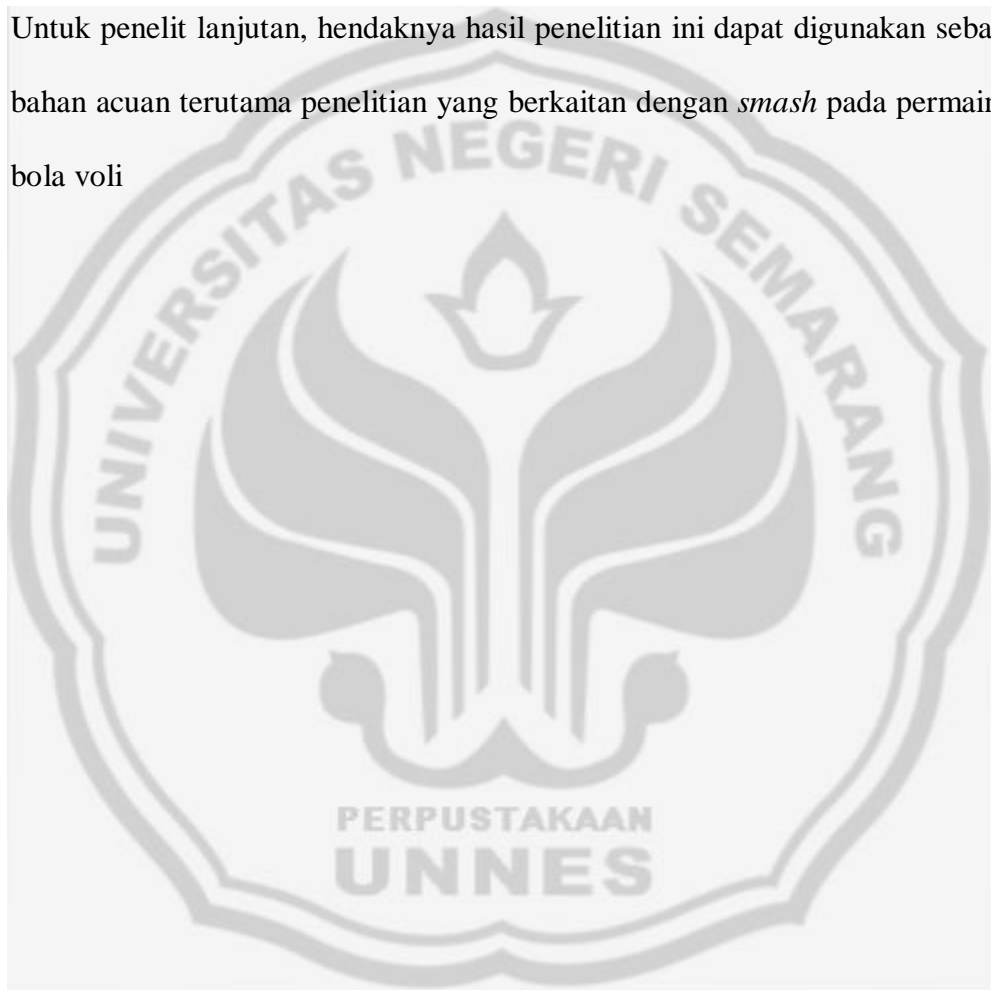 Untuk penelit lanjutan, hendaknya hasil penelitian ini dapat digunakan seba
bahan acuan terutama penelitian yang berkaitan dengan smash pada permain
bola voli
UNIVERSITAS NEGERI SEMARANG
PERPUSTAKAAN
UNNES